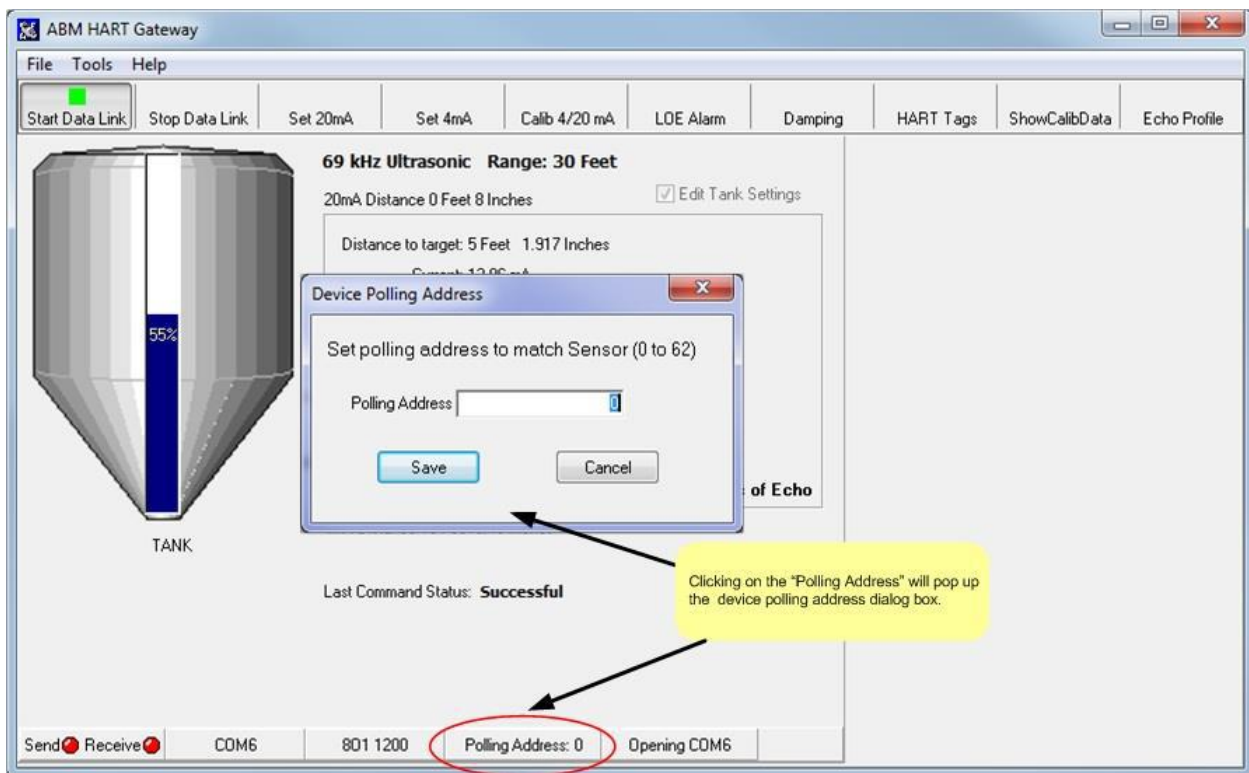 ABM HART Gateway
File Tools Help
Start Data Link Stop Data Link Set 20mA Set 4mA Calib 4/20 mA LOE Alarm Damping HART Tags ShowCalibData Echo Profile
69 kHz Ultrasonic Range: 30 Feet
20mA Distance 0 Feet 8 Inches
Edit Tank Settings
Distance to target: 5 Feet 1.917 Inches
55%
TANK
Device Polling Address
Set polling address to match Sensor (0 to 62)
Polling Address 0
Save Cancel
of Echo
Last Command Status: Successful
Clicking on the “Polling Address” will pop up
the device polling address dialog box.
Send Receive COM6 8O1 1200 Polling Address: 0 Opening COM6